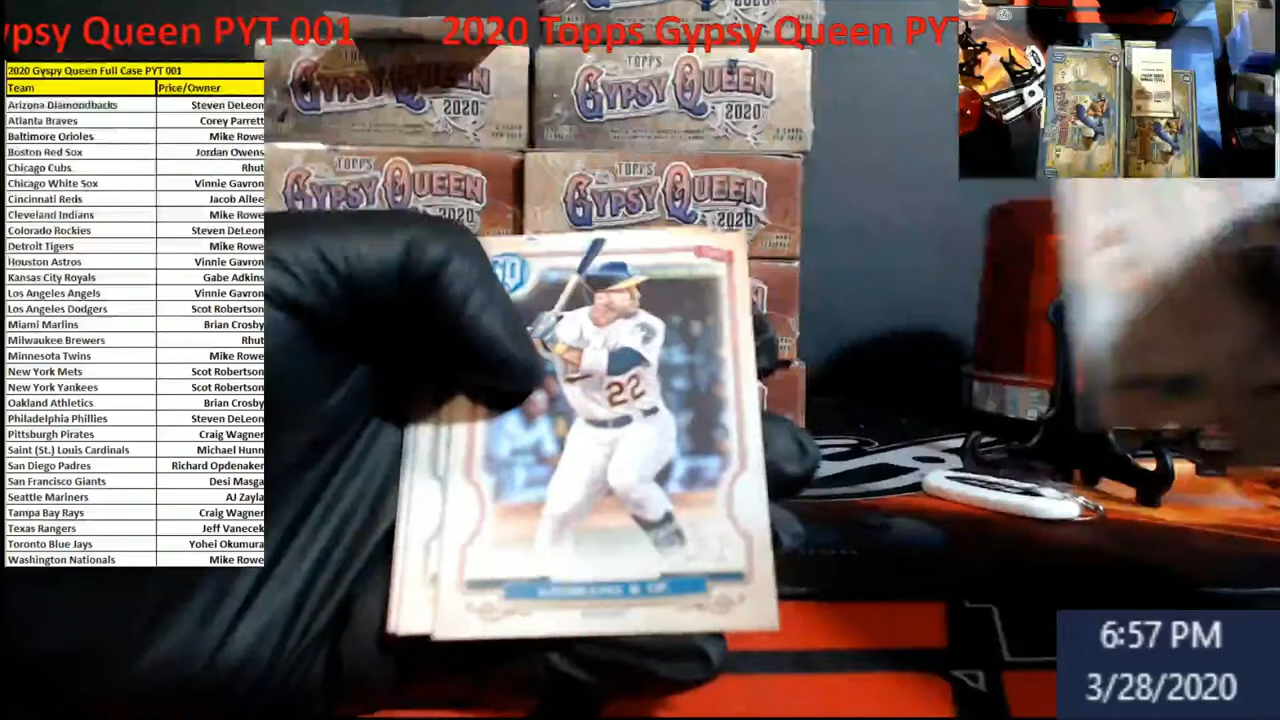 ypsy Queen PYT 001 2020 Topps Gypsy Queen PYT
2020 Gyspy Queen Full Case PYT 001
Team Price/Owner
Arizona Diamondbacks Steven DeLeon
Atlanta Braves Corey Parrett
Baltimore Orioles Mike Rowe
Boston Red Sox Jordan Owens
Chicago Cubs Rhut
Chicago White Sox Vinnie Gavron
Cincinnati Reds Jacob Allee
Cleveland Indians Mike Rowe
Colorado Rockies Steven DeLeon
Detroit Tigers Mike Rowe
Houston Astros Vinnie Gavron
Kansas City Royals Gabe Adkins
Los Angeles Angels Vinnie Gavron
Los Angeles Dodgers Scot Robertson
Miami Marlins Brian Crosby
Milwaukee Brewers Rhut
Minnesota Twins Mike Rowe
New York Mets Scot Robertson
New York Yankees Scot Robertson
Oakland Athletics Brian Crosby
Philadelphia Phillies Steven DeLeon
Pittsburgh Pirates Craig Wagner
Saint (St.) Louis Cardinals Michael Hunn
San Diego Padres Richard Opdenaker
San Francisco Giants Desi Masga
Seattle Mariners AJ Zayla
Tampa Bay Rays Craig Wagner
Texas Rangers Jeff Vanecek
Toronto Blue Jays Yohei Okumura
Washington Nationals Mike Rowe
TOPPS
GYPSY QUEEN
2020
TOPPS
GYPSY QUEEN
2020
TOPPS
GYPSY QUEEN
2020
TOPPS
GYPSY QUEEN
2020
GQ
22
6:57 PM
3/28/2020